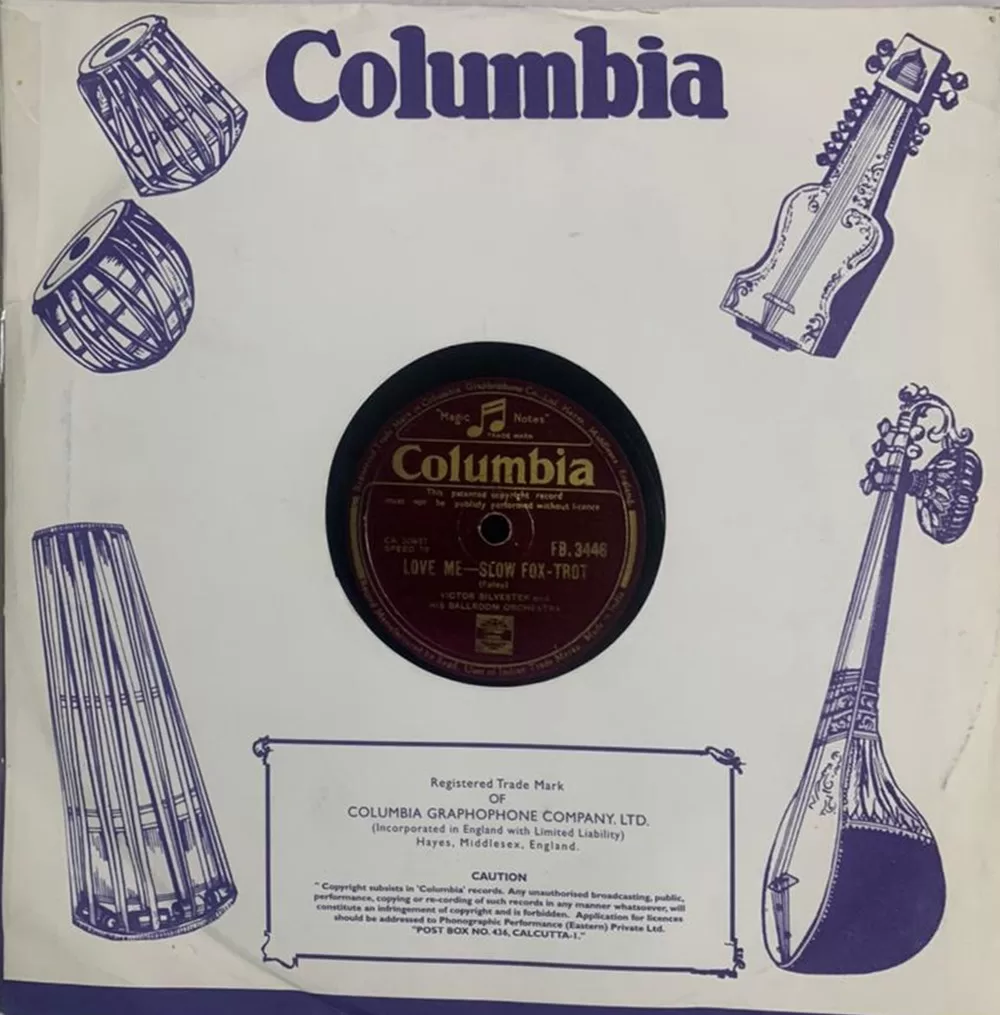 Columbia
"Magic Notes"
TRADE MARK
Columbia
This patented copyright record
must not be publicly performed without licence
SPEED 78
FB. 3446
LOVE ME—SLOW FOX-TROT
VICTOR SILVESTER and
HIS BALLROOM ORCHESTRA
Registered Trade Mark
OF
COLUMBIA GRAPHOPHONE COMPANY. LTD.
(Incorporated in England with Limited Liability)
Hayes, Middlesex, England.
CAUTION
"Copyright subsists in 'Columbia' records. Any unauthorised broadcasting, public,
performance, copying or re-cording of such records in any manner whatsoever, will
constitute an infringement of copyright and is forbidden. Application for licences
should be addressed to Phonographic Performance (Eastern) Private Ltd.
"POST BOX NO. 436, CALCUTTA-1."